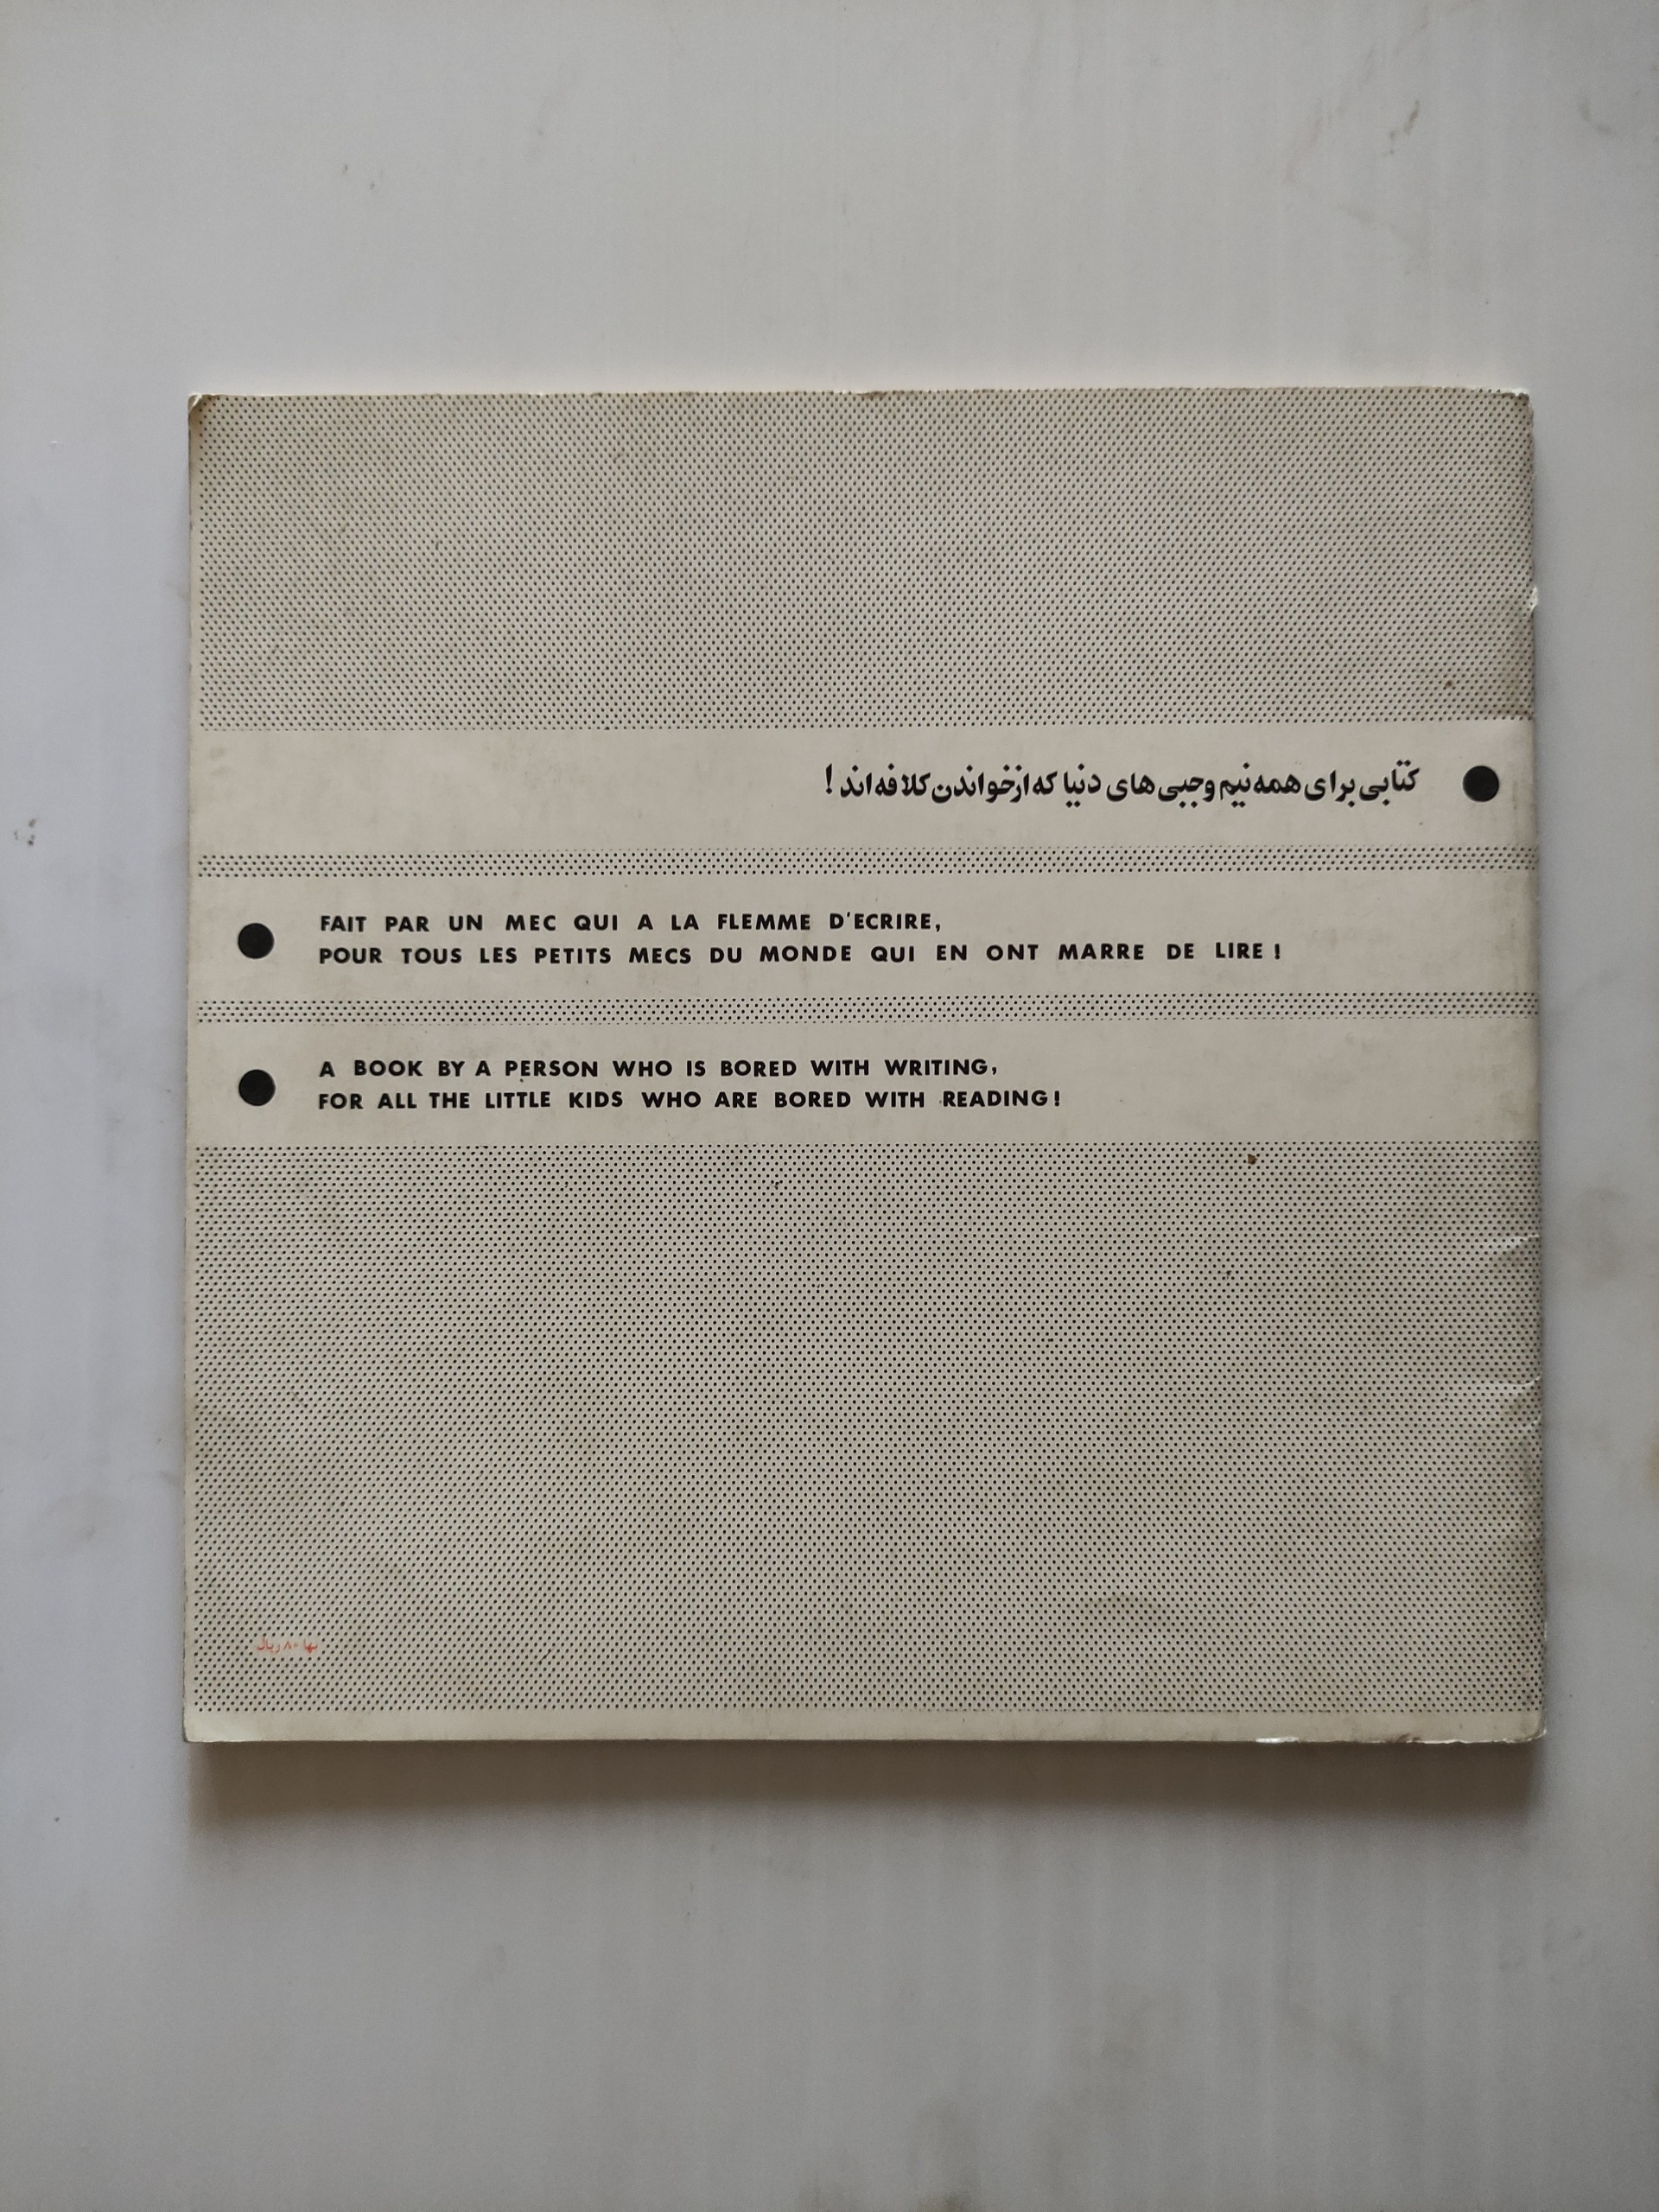 کتابی برای همه نیم وجبی های دنیا که از خواندن کلافه اند !
FAIT PAR UN MEC QUI A LA FLEMME D'ECRIRE,
POUR TOUS LES PETITS MECS DU MONDE QUI EN ONT MARRE DE LIRE !
A BOOK BY A PERSON WHO IS BORED WITH WRITING,
FOR ALL THE LITTLE KIDS WHO ARE BORED WITH READING!
بها ۸۰ ریال